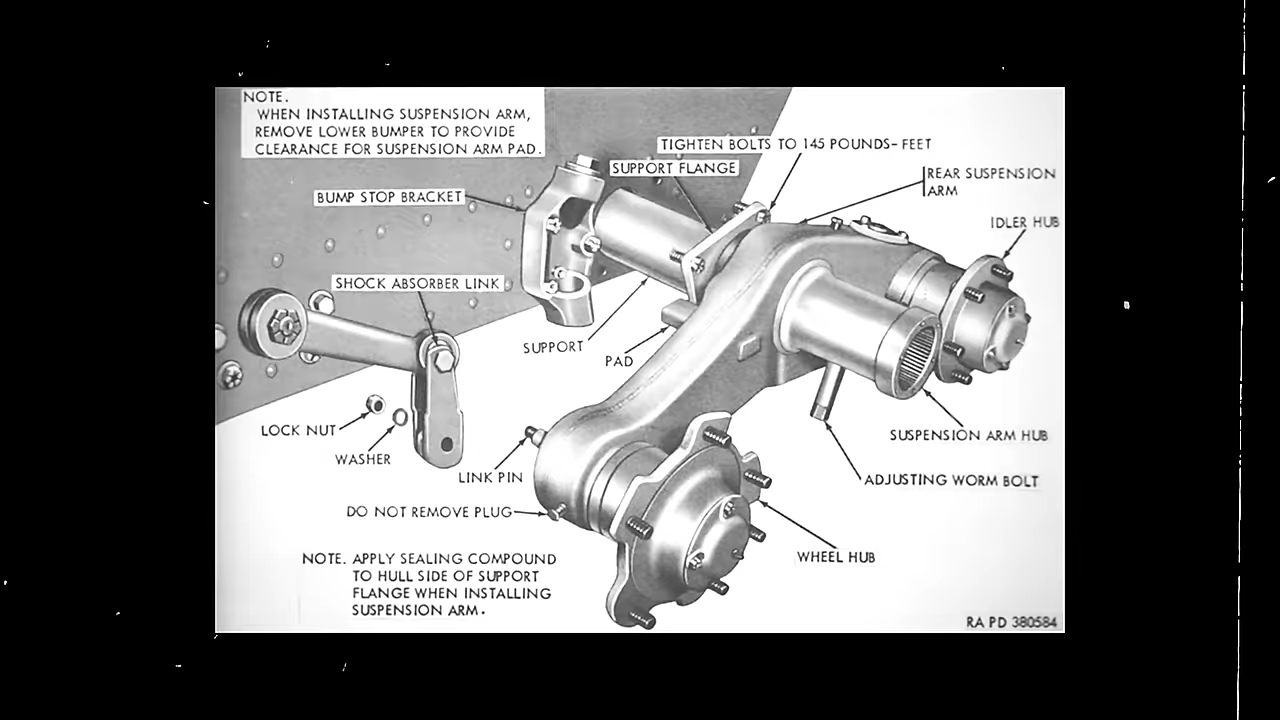 NOTE.
WHEN INSTALLING SUSPENSION ARM,
REMOVE LOWER BUMPER TO PROVIDE
CLEARANCE FOR SUSPENSION ARM PAD.
TIGHTEN BOLTS TO 145 POUNDS-FEET
SUPPORT FLANGE
REAR SUSPENSION
ARM
BUMP STOP BRACKET
IDLER HUB
SHOCK ABSORBER LINK
SUPPORT
PAD
LOCK NUT
WASHER
SUSPENSION ARM HUB
LINK PIN
ADJUSTING WORM BOLT
DO NOT REMOVE PLUG
WHEEL HUB
NOTE. APPLY SEALING COMPOUND
TO HULL SIDE OF SUPPORT
FLANGE WHEN INSTALLING
SUSPENSION ARM.
RA PD 380584